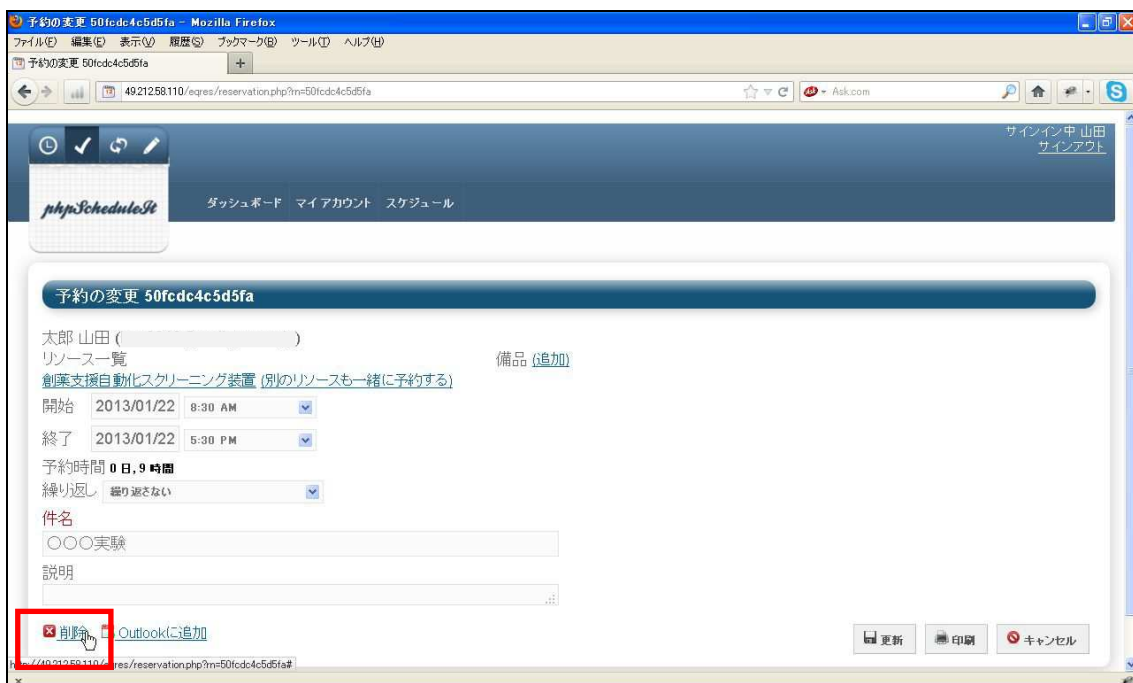 予約の変更 50fcdc4c5d5fa - Mozilla Firefox
ファイル(F) 編集(E) 表示(V) 履歴(S) ブックマーク(B) ツール(T) ヘルプ(H)
予約の変更 50fcdc4c5d5fa
49.212.58.110/eqres/reservation.php?rn=50fcdc4c5d5fa
Ask.com
サインイン中 山田
サインアウト
phpScheduleIt
ダッシュボード マイアカウント スケジュール
予約の変更 50fcdc4c5d5fa
太郎 山田 ( )
リソース一覧 備品 (追加)
創薬支援自動化スクリーニング装置 (別のリソースも一緒に予約する)
開始 2013/01/22 8:30 AM
終了 2013/01/22 5:30 PM
予約時間 0 日, 9 時間
繰り返し 繰り返さない
件名
○○○実験
説明
削除 Outlookに追加
更新 印刷 キャンセル
http://49.212.58.110/eqres/reservation.php?rn=50fcdc4c5d5fa#